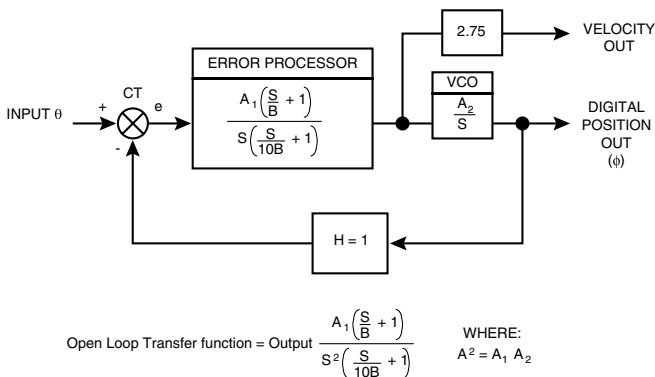 2.75
VELOCITY
OUT
ERROR PROCESSOR
VCO
CT
INPUT θ
+
e
-
A₁(S/B + 1)
S(S/10B + 1)
A₂
S
DIGITAL
POSITION
OUT
(ϕ)
H = 1
Open Loop Transfer function = Output A₁(S/B + 1) / S²(S/10B + 1)
WHERE:
A² = A₁ A₂